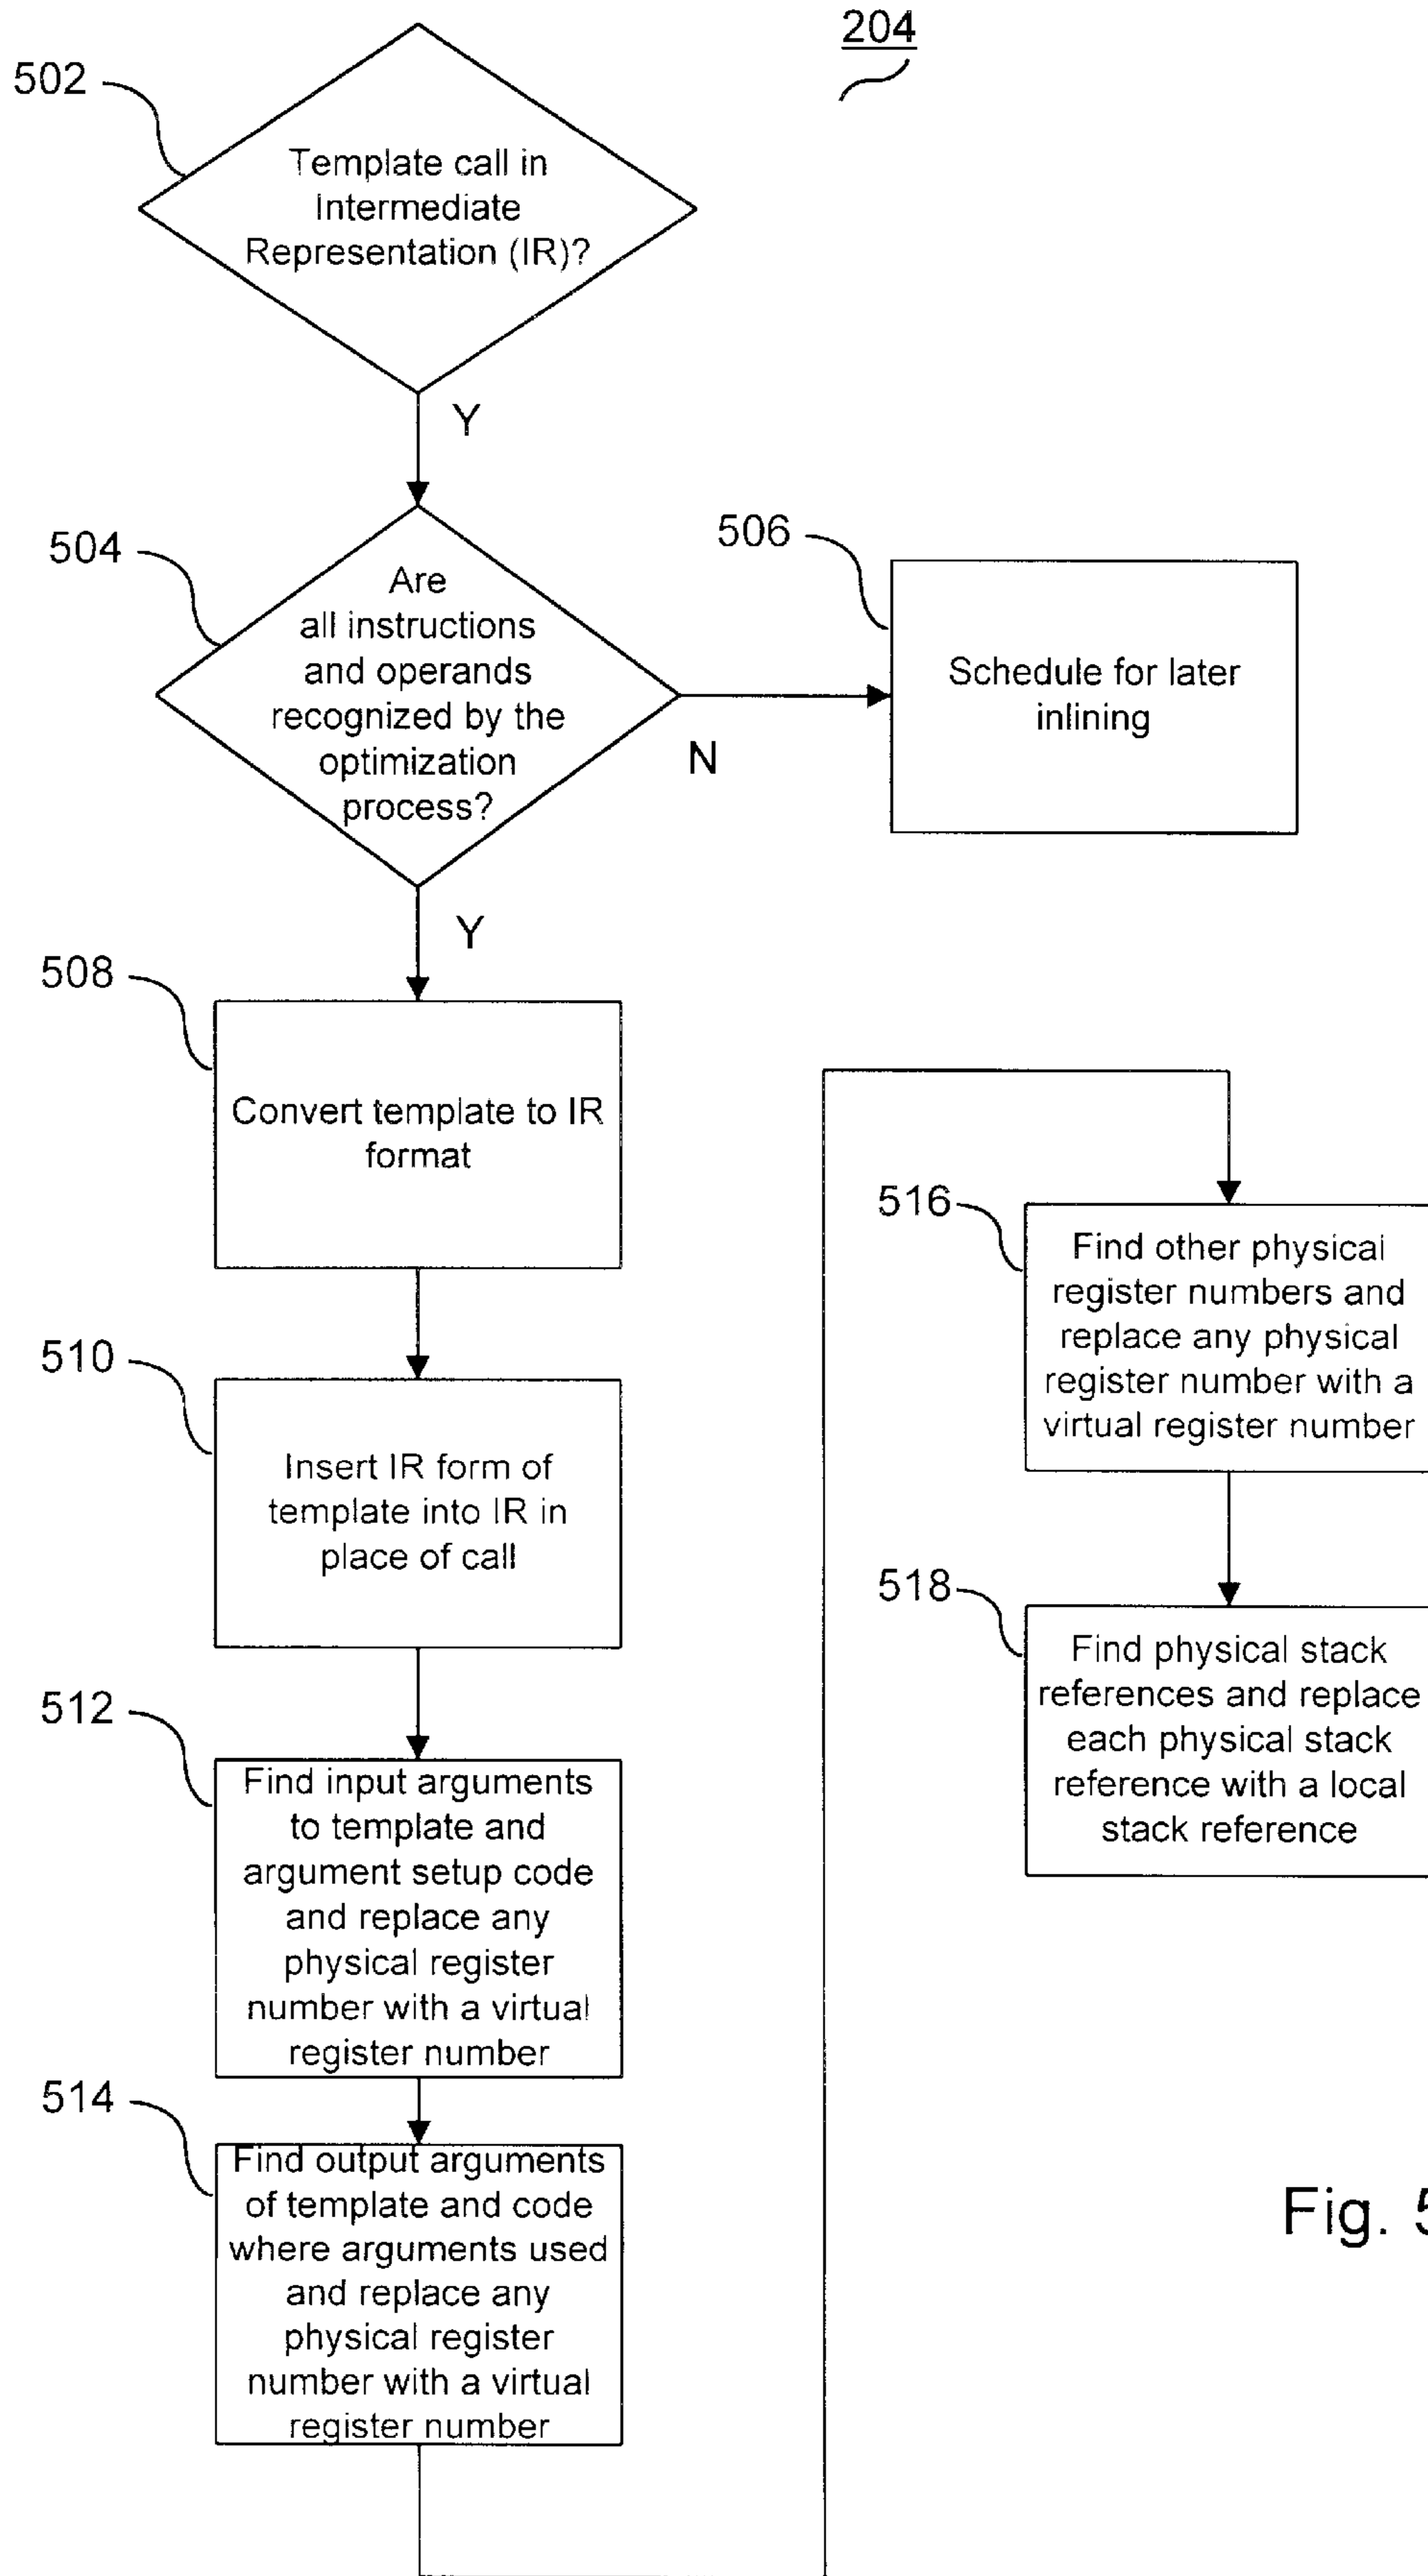 204
502
Template call in
Intermediate
Representation (IR)?
Y
504
Are
all instructions
and operands
recognized by the
optimization
process?
N
506
Schedule for later
inlining
Y
508
Convert template to IR
format
510
Insert IR form of
template into IR in
place of call
512
Find input arguments
to template and
argument setup code
and replace any
physical register
number with a virtual
register number
514
Find output arguments
of template and code
where arguments used
and replace any
physical register
number with a virtual
register number
516
Find other physical
register numbers and
replace any physical
register number with a
virtual register number
518
Find physical stack
references and replace
each physical stack
reference with a local
stack reference
Fig. 5